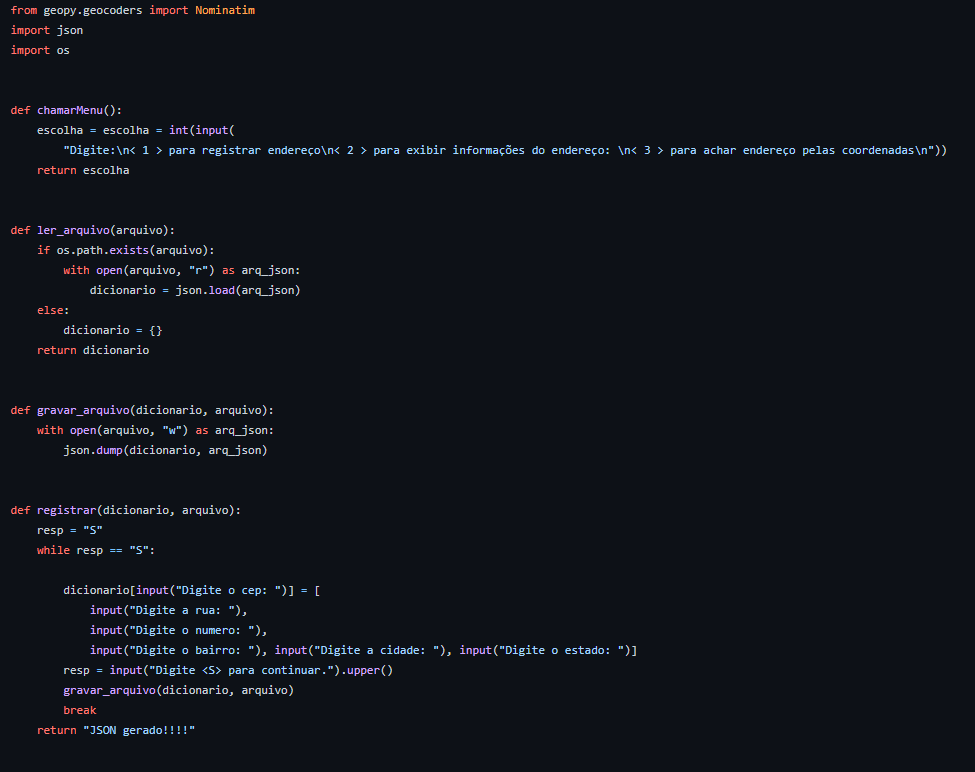 from geopy.geocoders import Nominatim
import json
import os
def chamarMenu():
    escolha = escolha = int(input(
        "Digite:\n< 1 > para registrar endereço\n< 2 > para exibir informações do endereço: \n< 3 > para achar endereço pelas coordenadas\n"))
    return escolha
def ler_arquivo(arquivo):
    if os.path.exists(arquivo):
        with open(arquivo, "r") as arq_json:
            dicionario = json.load(arq_json)
    else:
        dicionario = {}
    return dicionario
def gravar_arquivo(dicionario, arquivo):
    with open(arquivo, "w") as arq_json:
        json.dump(dicionario, arq_json)
def registrar(dicionario, arquivo):
    resp = "S"
    while resp == "S":
        dicionario[input("Digite o cep: ")] = [
            input("Digite a rua: "),
            input("Digite o numero: "),
            input("Digite o bairro: "), input("Digite a cidade: "), input("Digite o estado: ")]
        resp = input("Digite <S> para continuar.").upper()
        gravar_arquivo(dicionario, arquivo)
        break
    return "JSON gerado!!!!"